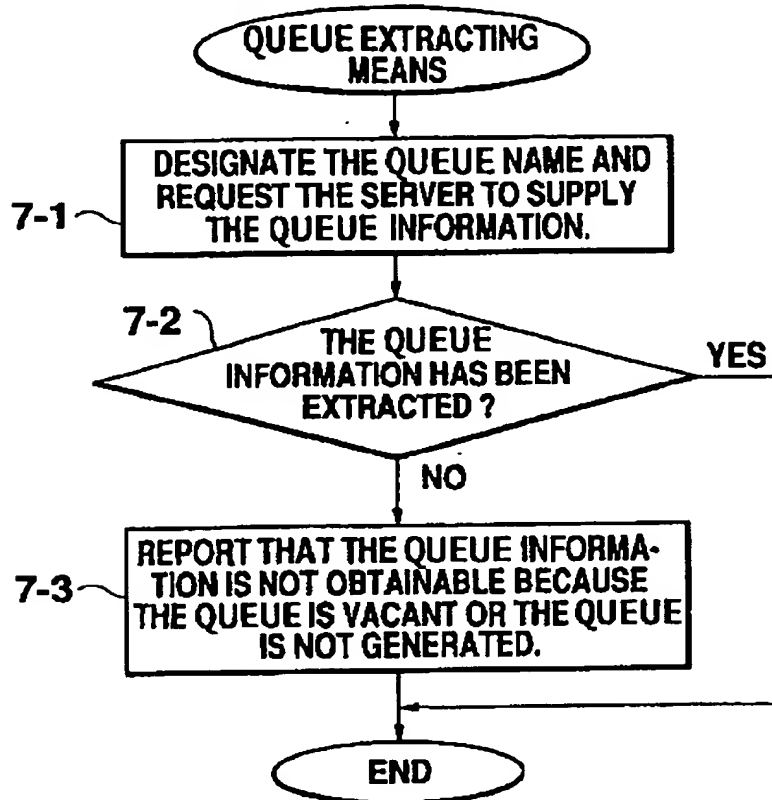 QUEUE EXTRACTING
MEANS
7-1
DESIGNATE THE QUEUE NAME AND
REQUEST THE SERVER TO SUPPLY
THE QUEUE INFORMATION.
7-2
THE QUEUE
INFORMATION HAS BEEN
EXTRACTED ?
YES
NO
7-3
REPORT THAT THE QUEUE INFORMA-
TION IS NOT OBTAINABLE BECAUSE
THE QUEUE IS VACANT OR THE QUEUE
IS NOT GENERATED.
END